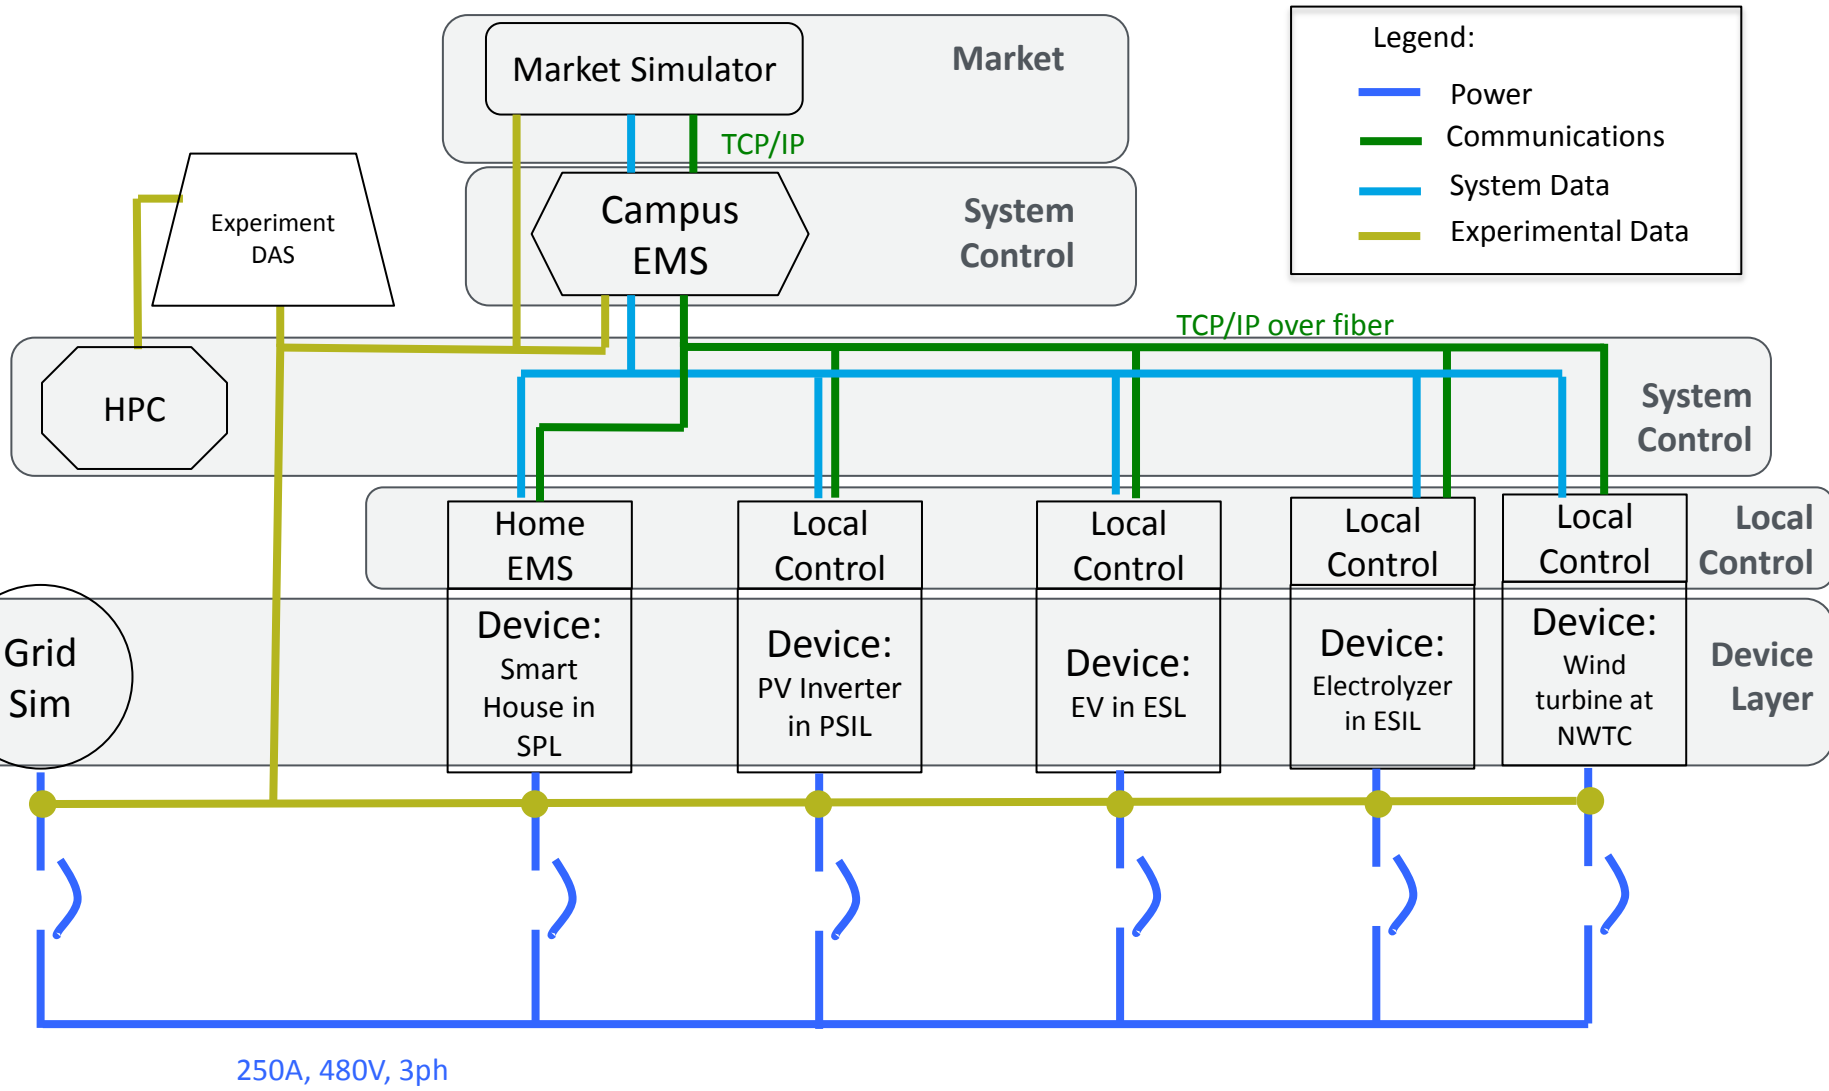 Market Simulator
Market
TCP/IP
Legend:
Power
Communications
System Data
Experimental Data
Experiment
DAS
Campus
EMS
System
Control
TCP/IP over fiber
HPC
System
Control
Home
EMS
Local
Control
Local
Control
Local
Control
Local
Control
Local
Control
Grid
Sim
Device:
Smart
House in
SPL
Device:
PV Inverter
in PSIL
Device:
EV in ESL
Device:
Electrolyzer
in ESIL
Device:
Wind
turbine at
NWTC
Device
Layer
250A, 480V, 3ph